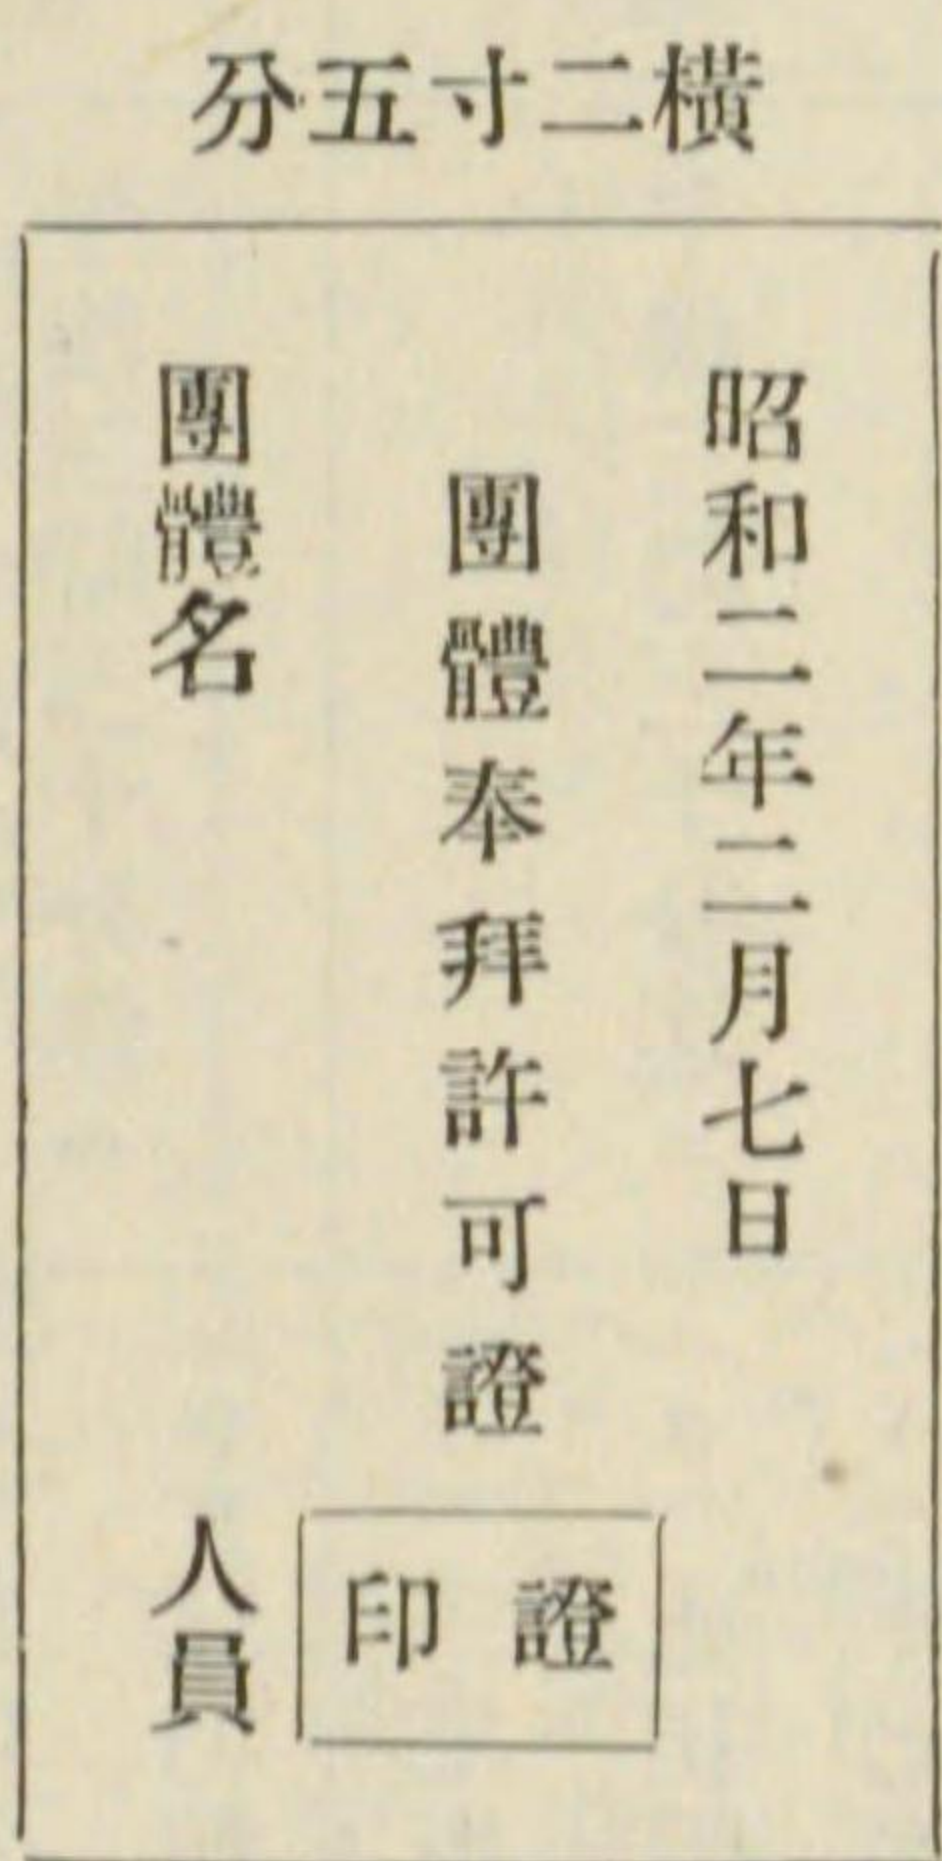 橫二寸五分
昭和二年二月七日
團體奉拜許可證
證印
團體名
人員